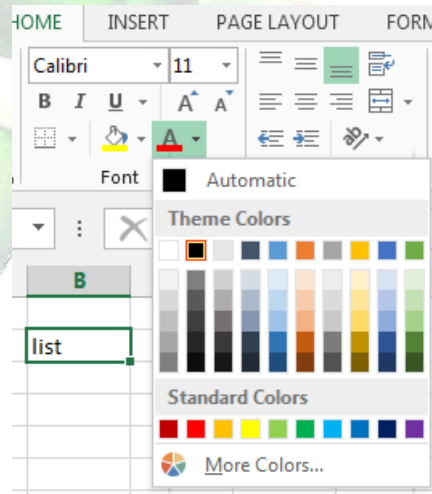 HOME INSERT PAGE LAYOUT FORM
Calibri 11
B I U A A
A
Font
Automatic
Theme Colors
B
list
Standard Colors
More Colors...